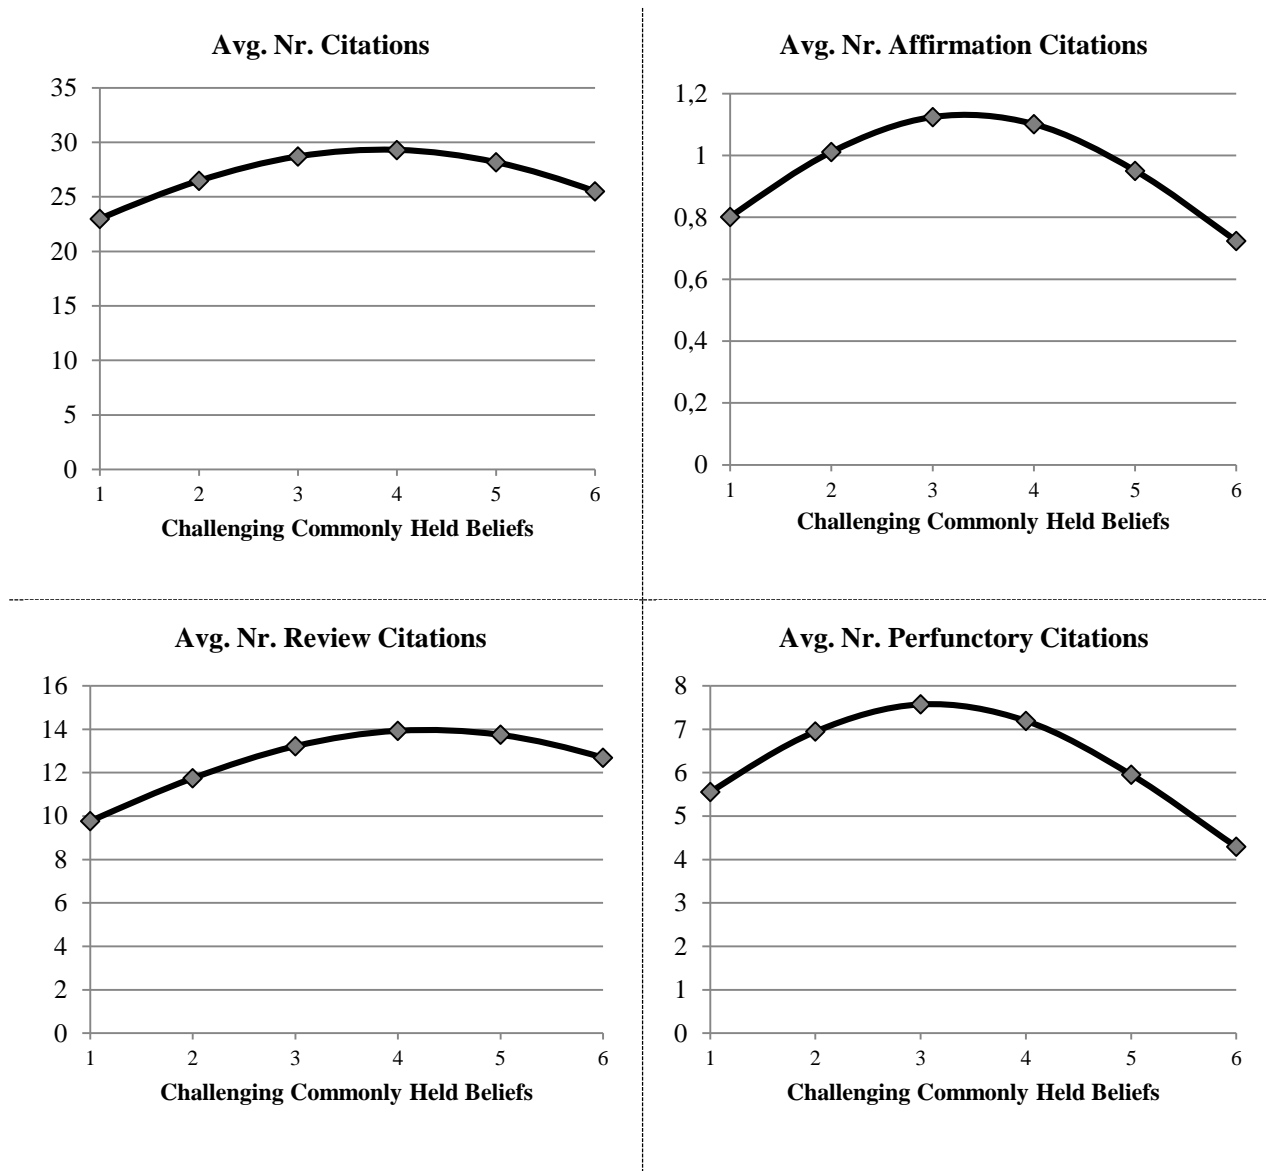 Avg. Nr. Citations
35
30
25
20
15
10
5
0
1 2 3 4 5 6
Challenging Commonly Held Beliefs
Avg. Nr. Affirmation Citations
1,2
1
0,8
0,6
0,4
0,2
0
1 2 3 4 5 6
Challenging Commonly Held Beliefs
Avg. Nr. Review Citations
16
14
12
10
8
6
4
2
0
1 2 3 4 5 6
Challenging Commonly Held Beliefs
Avg. Nr. Perfunctory Citations
8
7
6
5
4
3
2
1
0
1 2 3 4 5 6
Challenging Commonly Held Beliefs